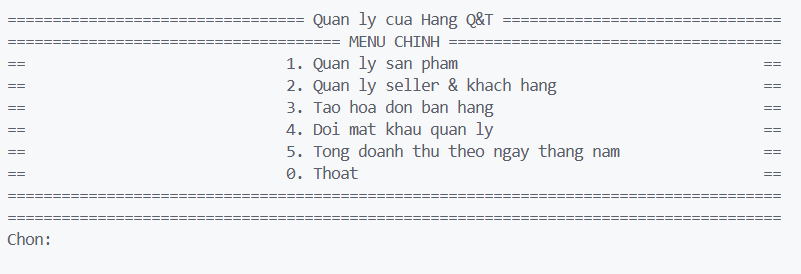 ================================= Quan ly cua Hang Q&T ===============================
===================================== MENU CHINH =====================================
==                             1. Quan ly san pham                                  ==
==                             2. Quan ly seller & khach hang                       ==
==                             3. Tao hoa don ban hang                              ==
==                             4. Doi mat khau quan ly                              ==
==                             5. Tong doanh thu theo ngay thang nam                ==
==                             0. Thoat                                             ==
======================================================================================
======================================================================================
Chon: